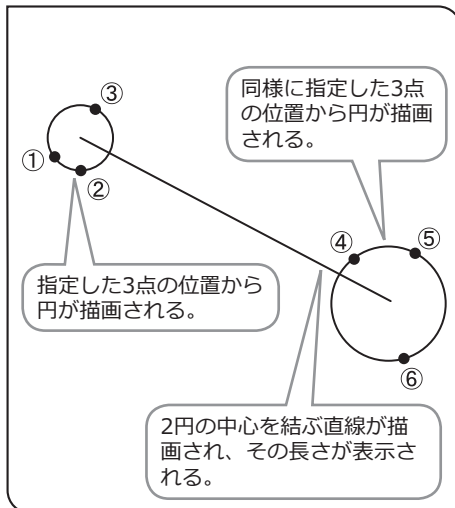 ③
①
②
指定した3点の位置から
円が描画される。
同様に指定した3点
の位置から円が描画
される。
④
⑤
⑥
2円の中心を結ぶ直線が描
画され、その長さが表示さ
れる。